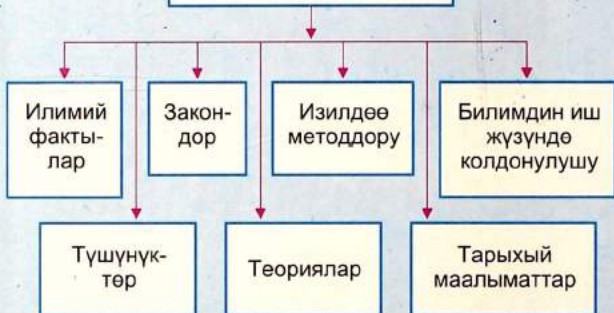 Илимий
факты-
лар
Закон-
дор
Изилдөө
методдору
Билимдин иш
жүзүндө
колдонулушу
Түшүнүк-
төр
Теориялар
Тарыхый
маалыматтар